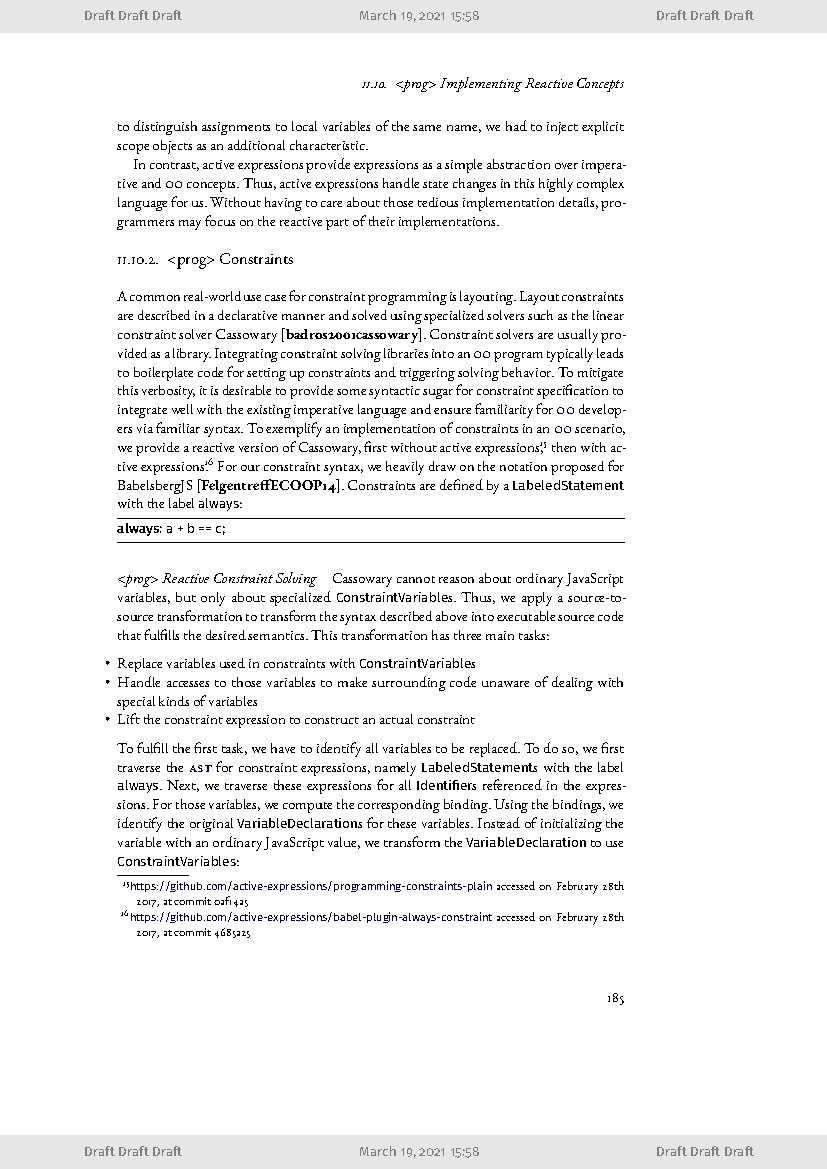 Draft Draft Draft March 19, 2021 15:58 Draft Draft Draft
11.10. <prog> Implementing Reactive Concepts
to distinguish assignments to local variables of the same name, we had to inject explicit
scope objects as an additional characteristic.
In contrast, active expressions provide expressions as a simple abstraction over impera-
tive and OO concepts. Thus, active expressions handle state changes in this highly complex
language for us. Without having to care about those tedious implementation details, pro-
grammers may focus on the reactive part of their implementations.
11.10.2. <prog> Constraints
A common real-world use case for constraint programming is layouting. Layout constraints
are described in a declarative manner and solved using specialized solvers such as the linear
constraint solver Cassowary [badros2001cassowary]. Constraint solvers are usually pro-
vided as a library. Integrating constraint solving libraries into an OO program typically leads
to boilerplate code for setting up constraints and triggering solving behavior. To mitigate
this verbosity, it is desirable to provide some syntactic sugar for constraint specification to
integrate well with the existing imperative language and ensure familiarity for OO develop-
ers via familiar syntax. To exemplify an implementation of constraints in an OO scenario,
we provide a reactive version of Cassowary, first without active expressions,15 then with ac-
tive expressions.16 For our constraint syntax, we heavily draw on the notation proposed for
BabelsbergJS [FelgentreffECOOP14]. Constraints are defined by a LabeledStatement
with the label always:
always: a + b == c;
<prog> Reactive Constraint Solving Cassowary cannot reason about ordinary JavaScript
variables, but only about specialized ConstraintVariables. Thus, we apply a source-to-
source transformation to transform the syntax described above into executable source code
that fulfills the desired semantics. This transformation has three main tasks:
• Replace variables used in constraints with ConstraintVariables
• Handle accesses to those variables to make surrounding code unaware of dealing with
special kinds of variables
• Lift the constraint expression to construct an actual constraint
To fulfill the first task, we have to identify all variables to be replaced. To do so, we first
traverse the AST for constraint expressions, namely LabeledStatements with the label
always. Next, we traverse these expressions for all Identifiers referenced in the expres-
sions. For those variables, we compute the corresponding binding. Using the bindings, we
identify the original VariableDeclarations for these variables. Instead of initializing the
variable with an ordinary JavaScript value, we transform the VariableDeclaration to use
ConstraintVariables:
15https://github.com/active-expressions/programming-constraints-plain accessed on February 28th
2017, at commit 0af14a5
16https://github.com/active-expressions/babel-plugin-always-constraint accessed on February 28th
2017, at commit 4685a25
185
Draft Draft Draft March 19, 2021 15:58 Draft Draft Draft